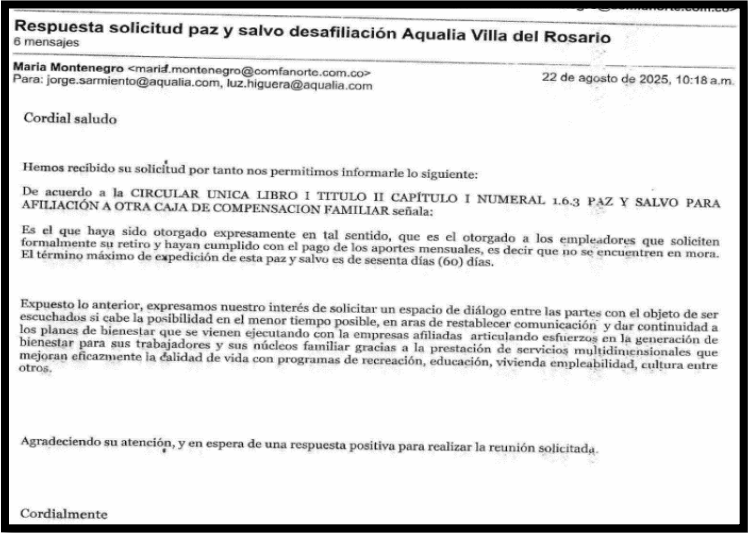 Respuesta solicitud paz y salvo desafiliación Aqualia Villa del Rosario
6 mensajes
Maria Montenegro <maria.montenegro@comfanorte.com.co>
22 de agosto de 2025, 10:18 a.m.
Para: jorge.sarmiento@aqualia.com, luz.higuera@aqualia.com
Cordial saludo
Hemos recibido su solicitud por tanto nos permitimos informarle lo siguiente:
De acuerdo a la CIRCULAR UNICA LIBRO I TITULO II CAPÍTULO I NUMERAL 1.6.3 PAZ Y SALVO PARA
AFILIACIÓN A OTRA CAJA DE COMPENSACION FAMILIAR señala:
Es el que haya sido otorgado expresamente en tal sentido, que es el otorgado a los empleadores que soliciten
formalmente su retiro y hayan cumplido con el pago de los aportes mensuales, es decir que no se encuentren en mora.
El término máximo de expedición de esta paz y salvo es de sesenta días (60) días.
Expuesto lo anterior, expresamos nuestro interés de solicitar un espacio de diálogo entre las partes con el objeto de ser
escuchados si cabe la posibilidad en el menor tiempo posible, en aras de restablecer comunicación y dar continuidad a
los planes de bienestar que se vienen ejecutando con la empresas afiliadas articulando esfuerzos en la generación de
bienestar para sus trabajadores y sus núcleos familiar gracias a la prestación de servicios multidimensionales que
mejoran eficazmente la calidad de vida con programas de recreación, educación, vivienda empleabilidad, cultura entre
otros.
Agradeciendo su atención, y en espera de una respuesta positiva para realizar la reunión solicitada.
Cordialmente